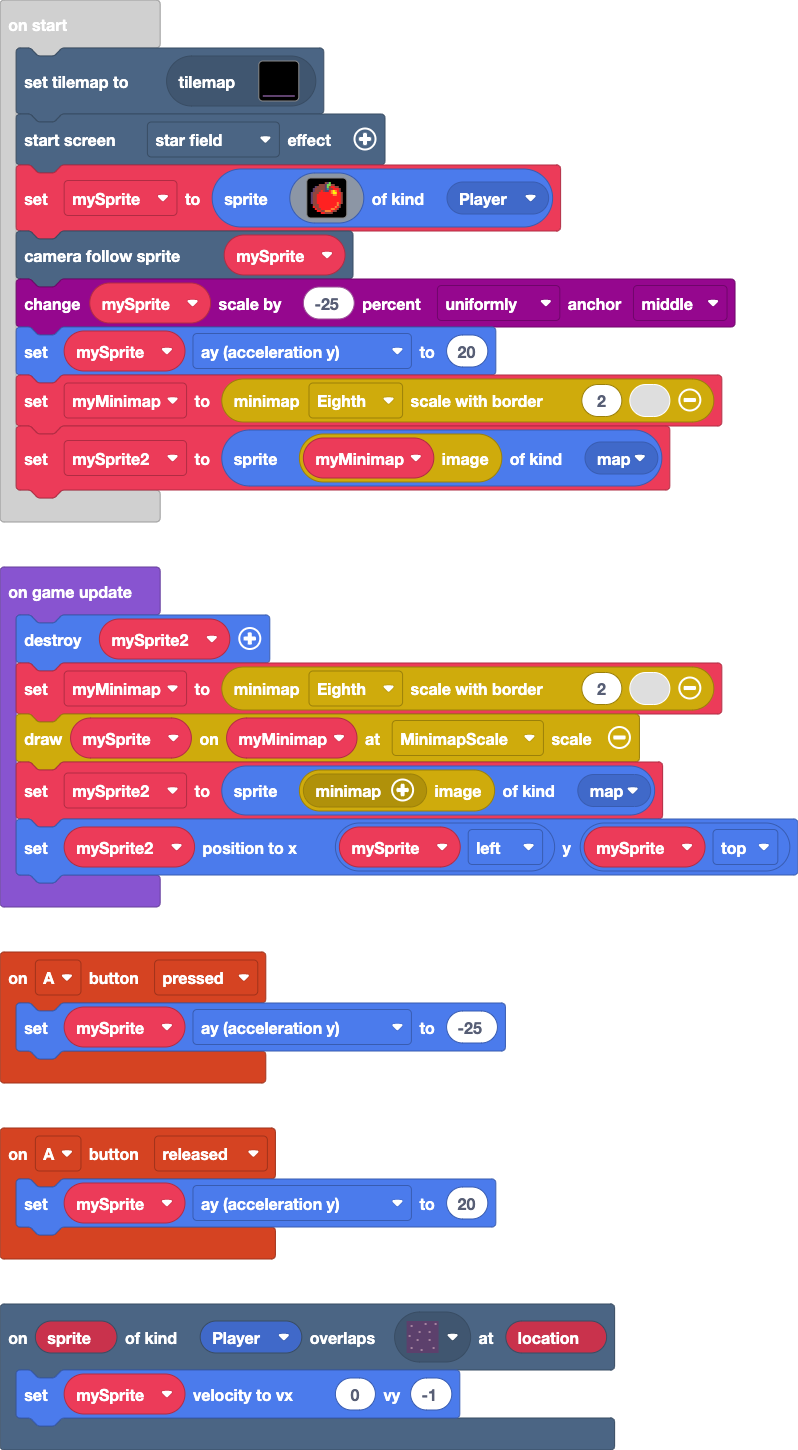 on start
set tilemap to tilemap
start screen star field effect
set mySprite to sprite of kind Player
camera follow sprite mySprite
change mySprite scale by -25 percent uniformly anchor middle
set mySprite ay (acceleration y) to 20
set myMinimap to minimap Eighth scale with border 2
set mySprite2 to sprite myMinimap image of kind map
on game update
destroy mySprite2
set myMinimap to minimap Eighth scale with border 2
draw mySprite on myMinimap at MinimapScale scale
set mySprite2 to sprite minimap image of kind map
set mySprite2 position to x mySprite left y mySprite top
on A button pressed
set mySprite ay (acceleration y) to -25
on A button released
set mySprite ay (acceleration y) to 20
on sprite of kind Player overlaps at location
set mySprite velocity to vx 0 vy -1